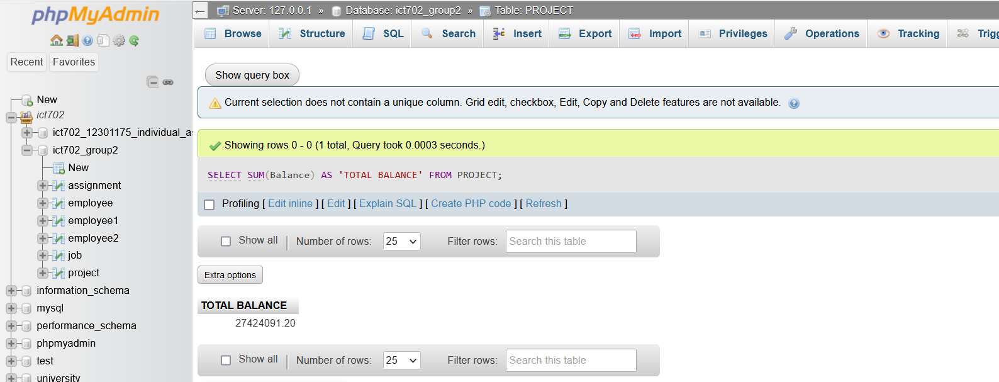 phpMyAdmin
Recent Favorites
New
ict702
ict702_12301175_individual_as
ict702_group2
New
assignment
employee
employee1
employee2
job
project
information_schema
mysql
performance_schema
phpmyadmin
test
university
Server: 127.0.0.1 » Database: ict702_group2 » Table: PROJECT
Browse Structure SQL Search Insert Export Import Privileges Operations Tracking Trigg
Show query box
Current selection does not contain a unique column. Grid edit, checkbox, Edit, Copy and Delete features are not available.
Showing rows 0 - 0 (1 total, Query took 0.0003 seconds.)
SELECT SUM(Balance) AS 'TOTAL BALANCE' FROM PROJECT;
Profiling [ Edit inline ] [ Edit ] [ Explain SQL ] [ Create PHP code ] [ Refresh ]
Show all | Number of rows: 25 Filter rows: Search this table
Extra options
TOTAL BALANCE
27424091.20
Show all | Number of rows: 25 Filter rows: Search this table